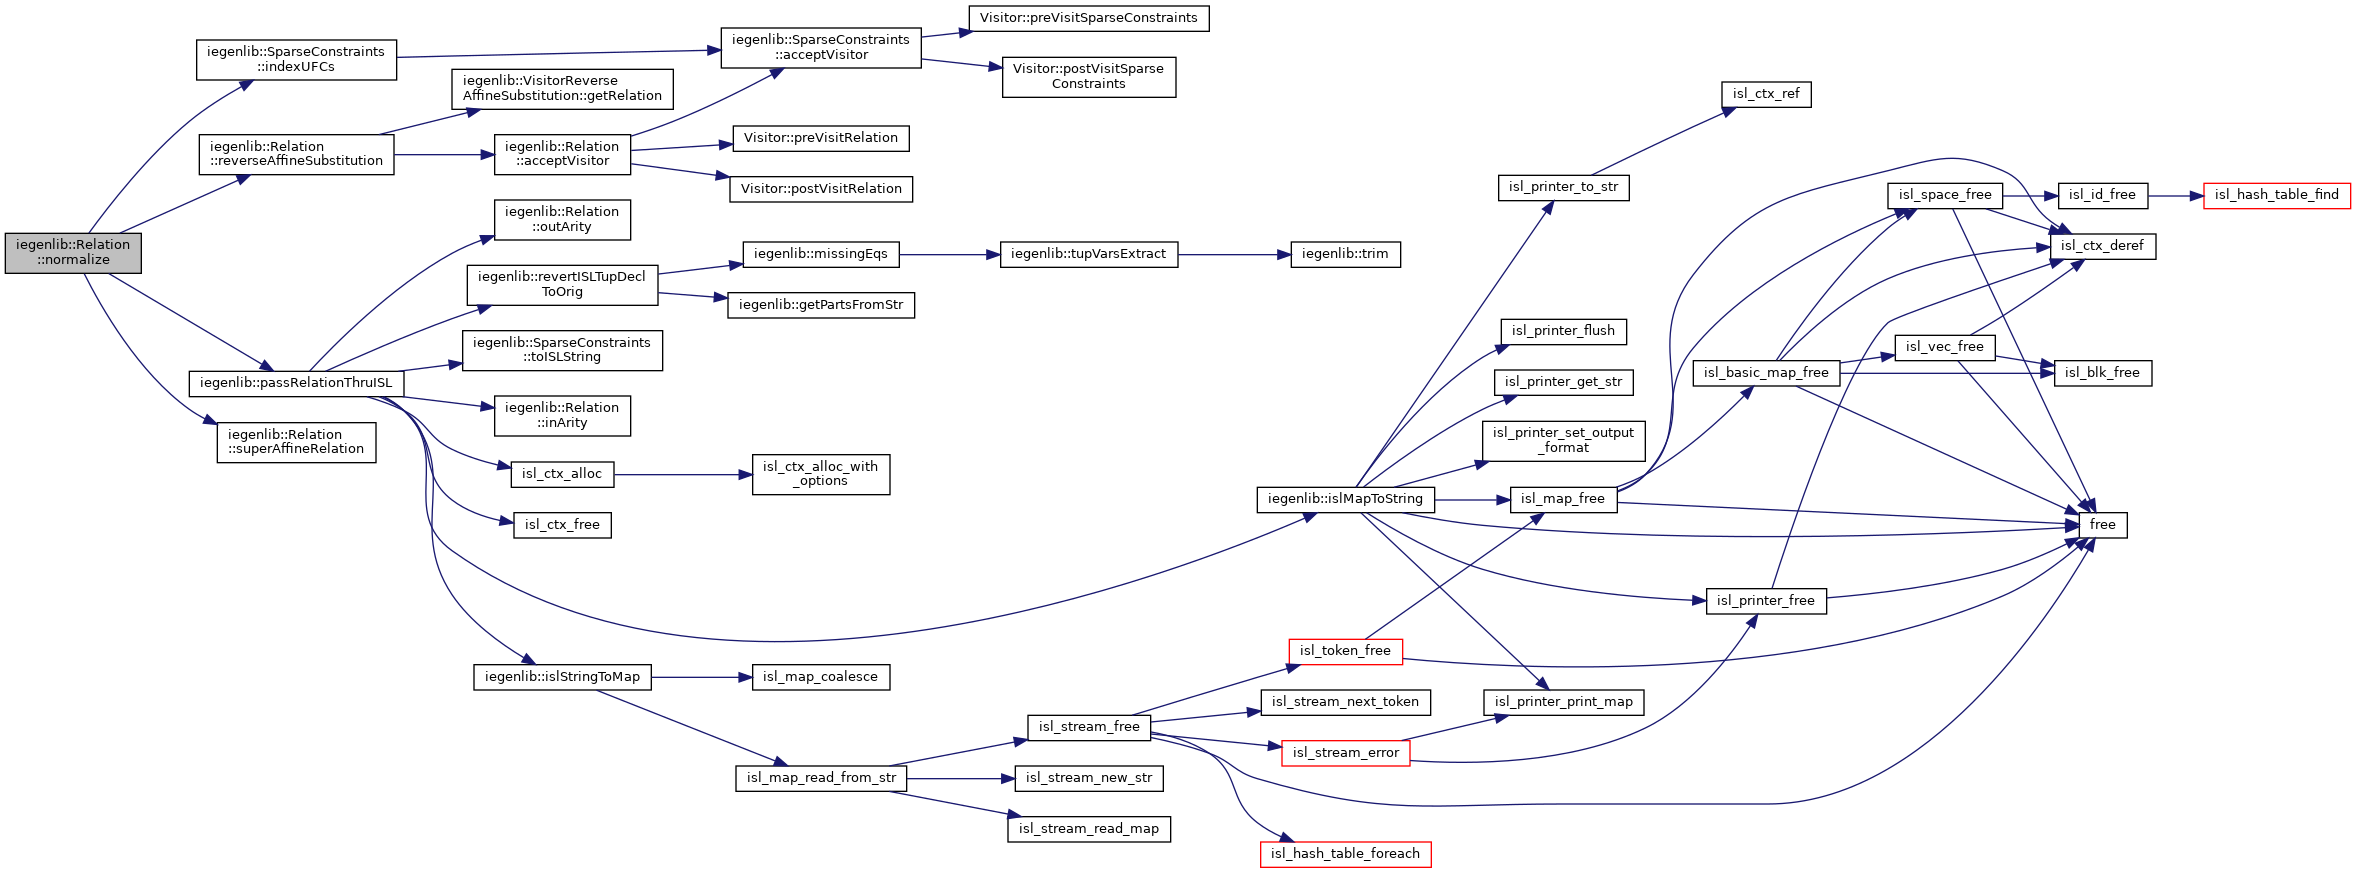 iegenlib::Relation
::normalize
iegenlib::SparseConstraints
::indexUFCs
iegenlib::Relation
::reverseAffineSubstitution
iegenlib::passRelationThruISL
iegenlib::Relation
::superAffineRelation
iegenlib::VisitorReverse
AffineSubstitution::getRelation
iegenlib::Relation
::acceptVisitor
iegenlib::Relation
::outArity
iegenlib::revertISLTupDecl
ToOrig
iegenlib::SparseConstraints
::toISLString
iegenlib::Relation
::inArity
isl_ctx_alloc
isl_ctx_free
iegenlib::islStringToMap
iegenlib::SparseConstraints
::acceptVisitor
Visitor::preVisitRelation
Visitor::postVisitRelation
iegenlib::missingEqs
iegenlib::getPartsFromStr
isl_ctx_alloc_with
_options
isl_map_coalesce
isl_map_read_from_str
Visitor::preVisitSparseConstraints
Visitor::postVisitSparse
Constraints
iegenlib::tupVarsExtract
isl_stream_free
isl_stream_new_str
isl_stream_read_map
iegenlib::trim
iegenlib::islMapToString
isl_token_free
isl_stream_next_token
isl_stream_error
isl_hash_table_foreach
isl_printer_to_str
isl_printer_flush
isl_printer_get_str
isl_printer_set_output
_format
isl_map_free
isl_printer_print_map
isl_ctx_ref
isl_basic_map_free
isl_printer_free
isl_space_free
isl_vec_free
isl_id_free
isl_ctx_deref
isl_blk_free
free
isl_hash_table_find